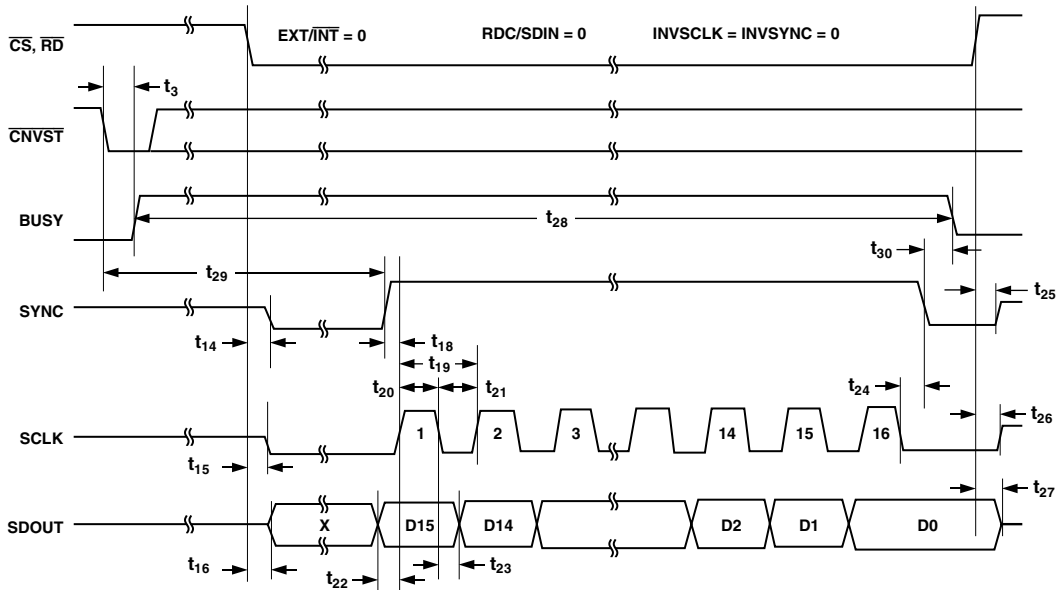 EXT/INT = 0 RDC/SDIN = 0 INVSCLK = INVSYNC = 0
CS, RD
t3
CNVST
BUSY
t28
t30
t29
t25
SYNC
t14
t18
t19
t20
t21
t24
t26
SCLK
1 2 3 14 15 16
t15
t27
SDOUT
X D15 D14 D2 D1 D0
t16
t22
t23